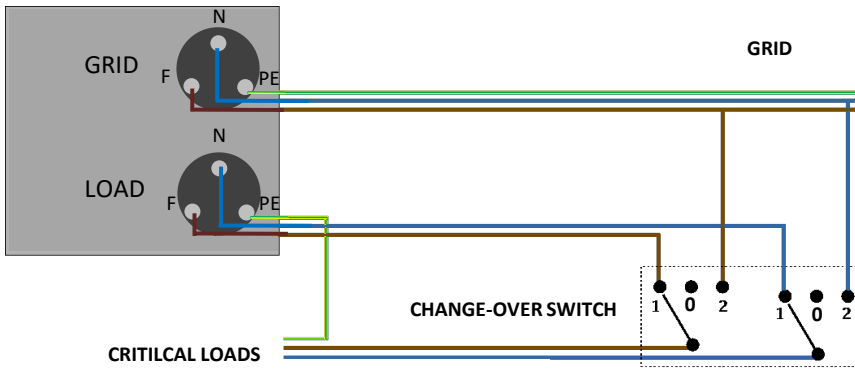 N
GRID
F
PE
GRID
N
LOAD
F
PE
1 0 2 1 0 2
CHANGE-OVER SWITCH
CRITILCAL LOADS